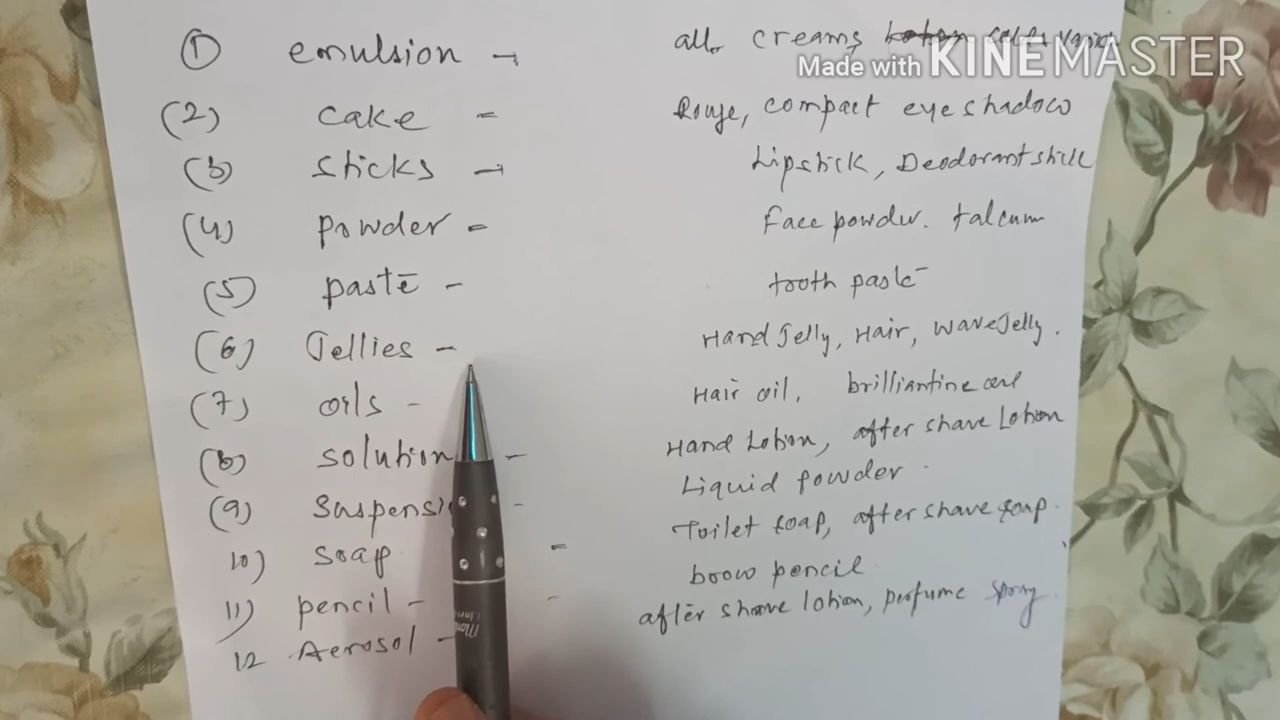 ① emulsion → all creams
Made with KINEMASTER
(2) cake = Rouje, compact eye shadow
(3) sticks → Lipstick, Deodorant stick
(4) powder = Face powder. talcum
(5) paste - tooth paste
(6) Jellies - Hand Jelly, Hair, Wave Jelly.
(7) oils - Hair oil, brilliantine oil
(8) solution - Hand Lotion, after shave Lotion
(9) Suspensi - Liquid powder
10) soap = Toilet soap, after shave soap.
11) pencil - brow pencil
12 Aerosol - after shave lotion, perfume spray